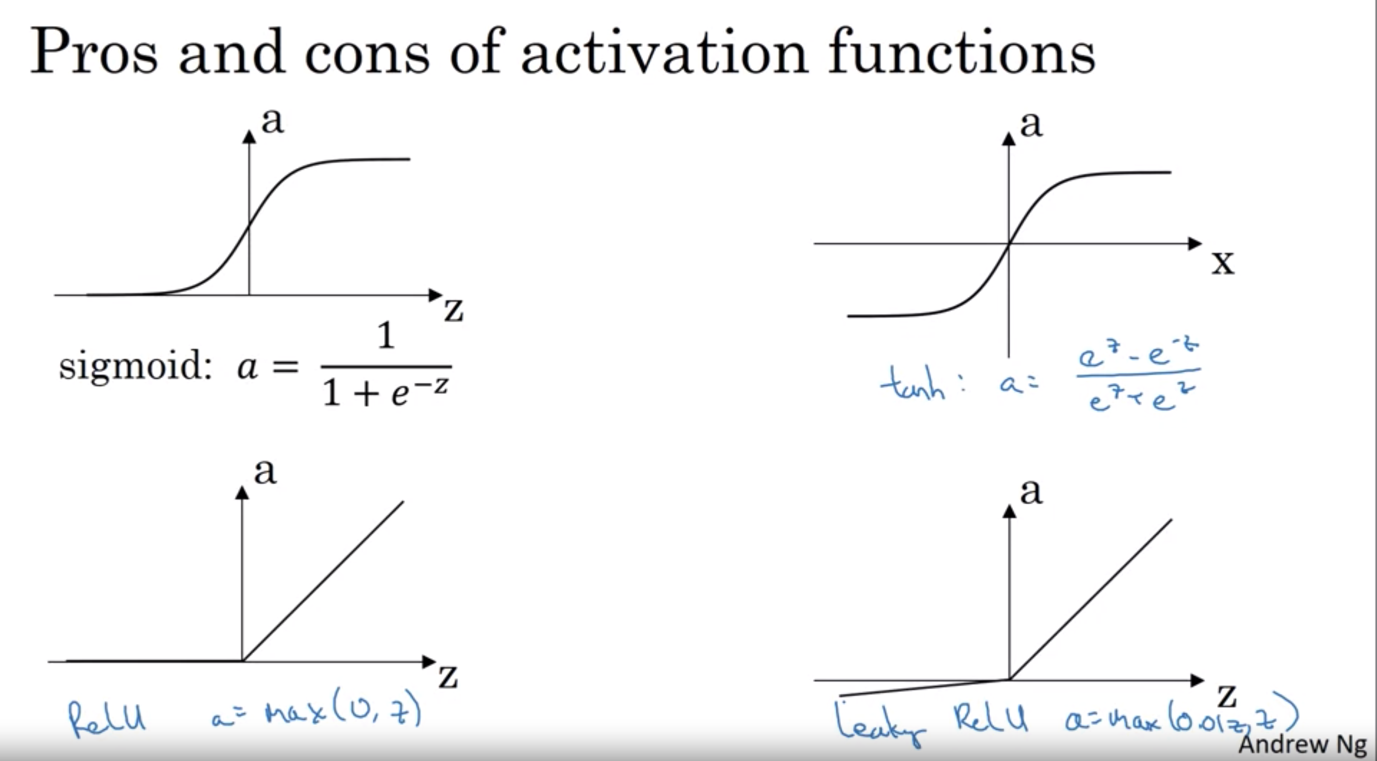 Pros and cons of activation functions
a
z
sigmoid: a = 1 / (1 + e^{-z})
a
x
tanh: a = (e^z - e^{-z}) / (e^z + e^z)
a
z
ReLU a = max(0, z)
a
z
Leaky ReLU a = max(0.01z, z)
Andrew Ng